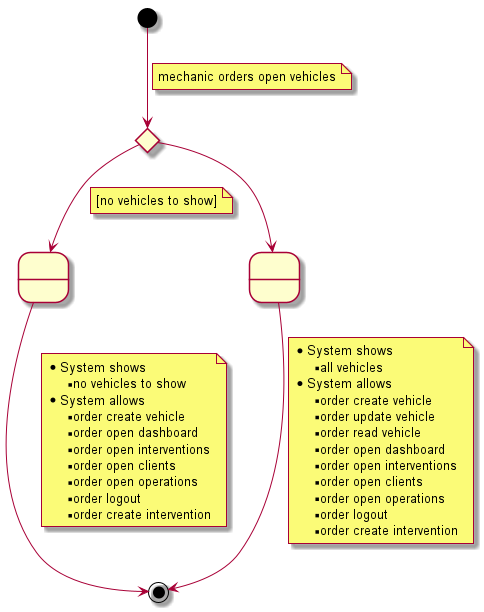 mechanic orders open vehicles
[no vehicles to show]
System shows
no vehicles to show
System allows
order create vehicle
order open dashboard
order open interventions
order open clients
order open operations
order logout
order create intervention
System shows
all vehicles
System allows
order create vehicle
order update vehicle
order read vehicle
order open dashboard
order open interventions
order open clients
order open operations
order logout
order create intervention